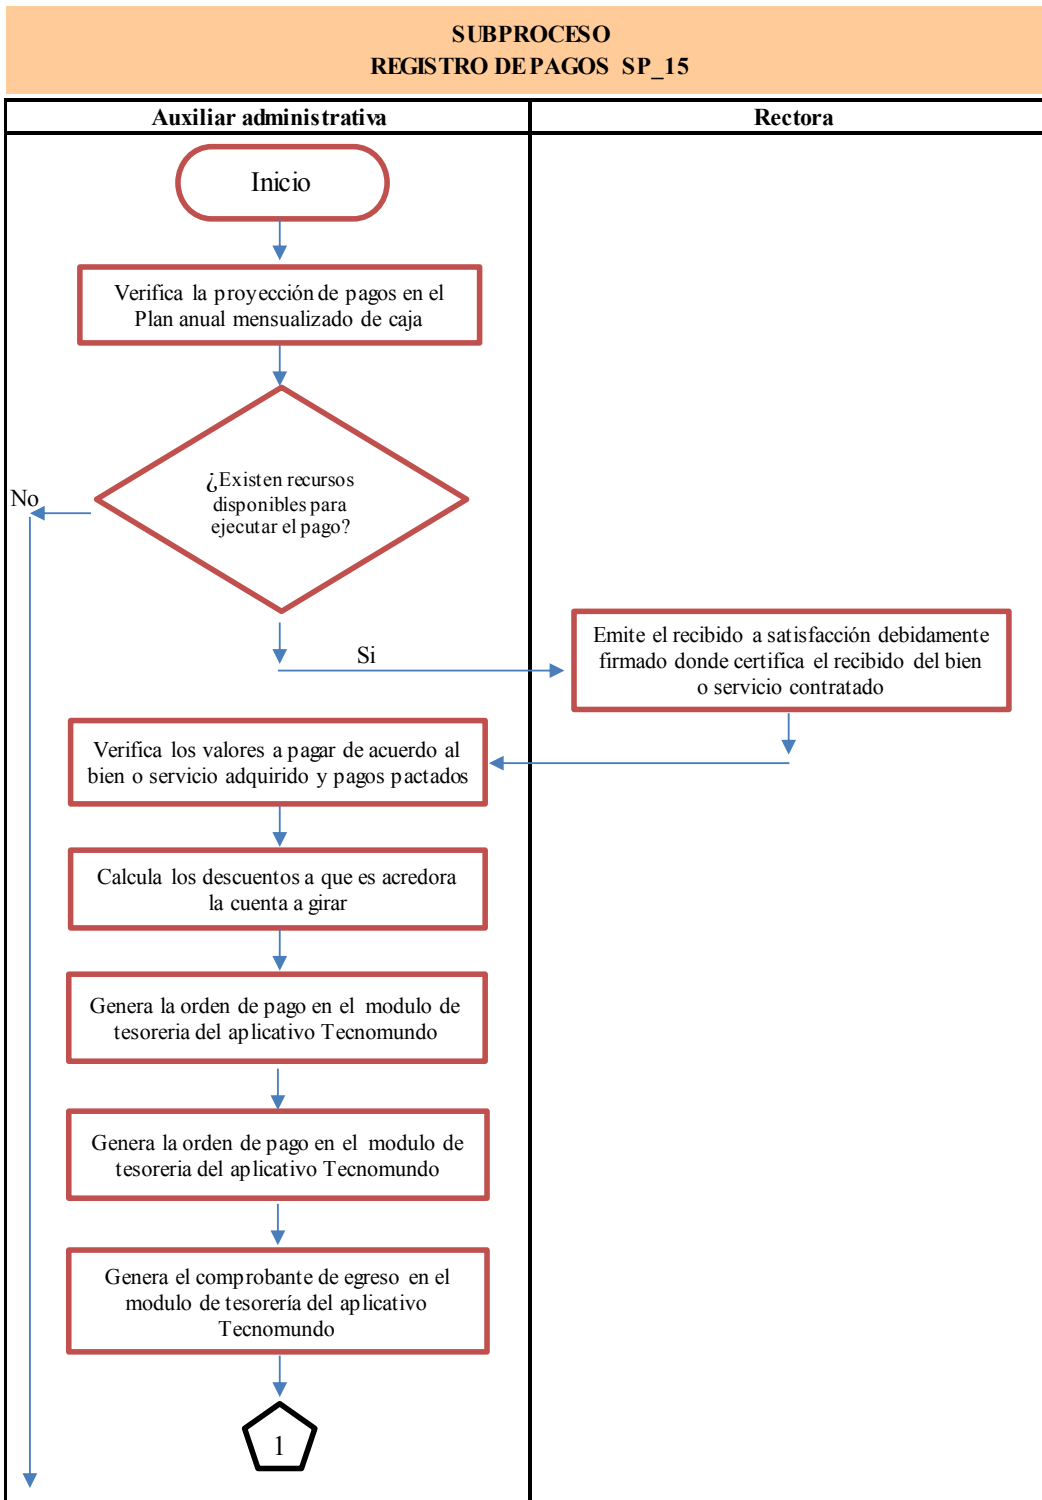 SUBPROCESO
REGISTRO DE PAGOS SP_15
Auxiliar administrativa
Rectora
Inicio
Verifica la proyección de pagos en el
Plan anual mensualizado de caja
¿Existen recursos
disponibles para
ejecutar el pago?
No
Si
Emite el recibido a satisfacción debidamente
firmado donde certifica el recibido del bien
o servicio contratado
Verifica los valores a pagar de acuerdo al
bien o servicio adquirido y pagos pactados
Calcula los descuentos a que es acredora
la cuenta a girar
Genera la orden de pago en el modulo de
tesoreria del aplicativo Tecnomundo
Genera la orden de pago en el modulo de
tesoreria del aplicativo Tecnomundo
Genera el comprobante de egreso en el
modulo de tesorería del aplicativo
Tecnomundo
1